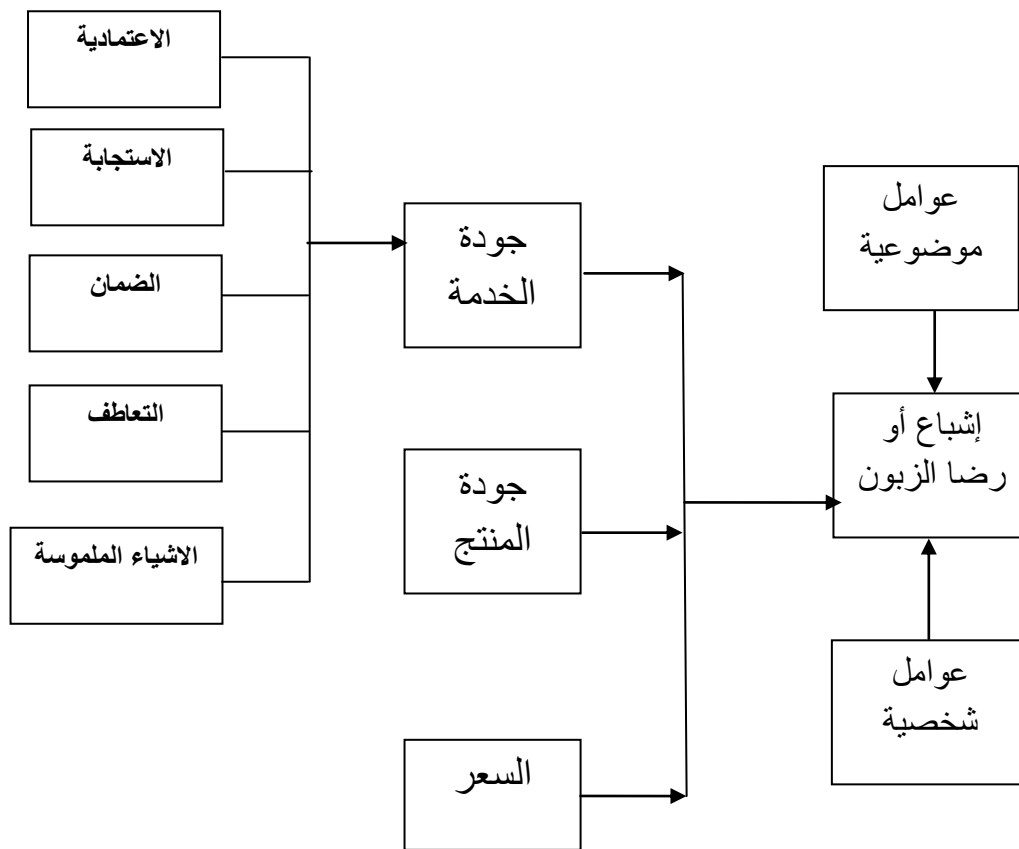 الاعتمادية
الاستجابة
الضمان
التعاطف
الاشياء الملموسة
جودة
الخدمة
جودة
المنتج
السعر
عوامل
موضوعية
إشباع أو
رضا الزبون
عوامل
شخصية